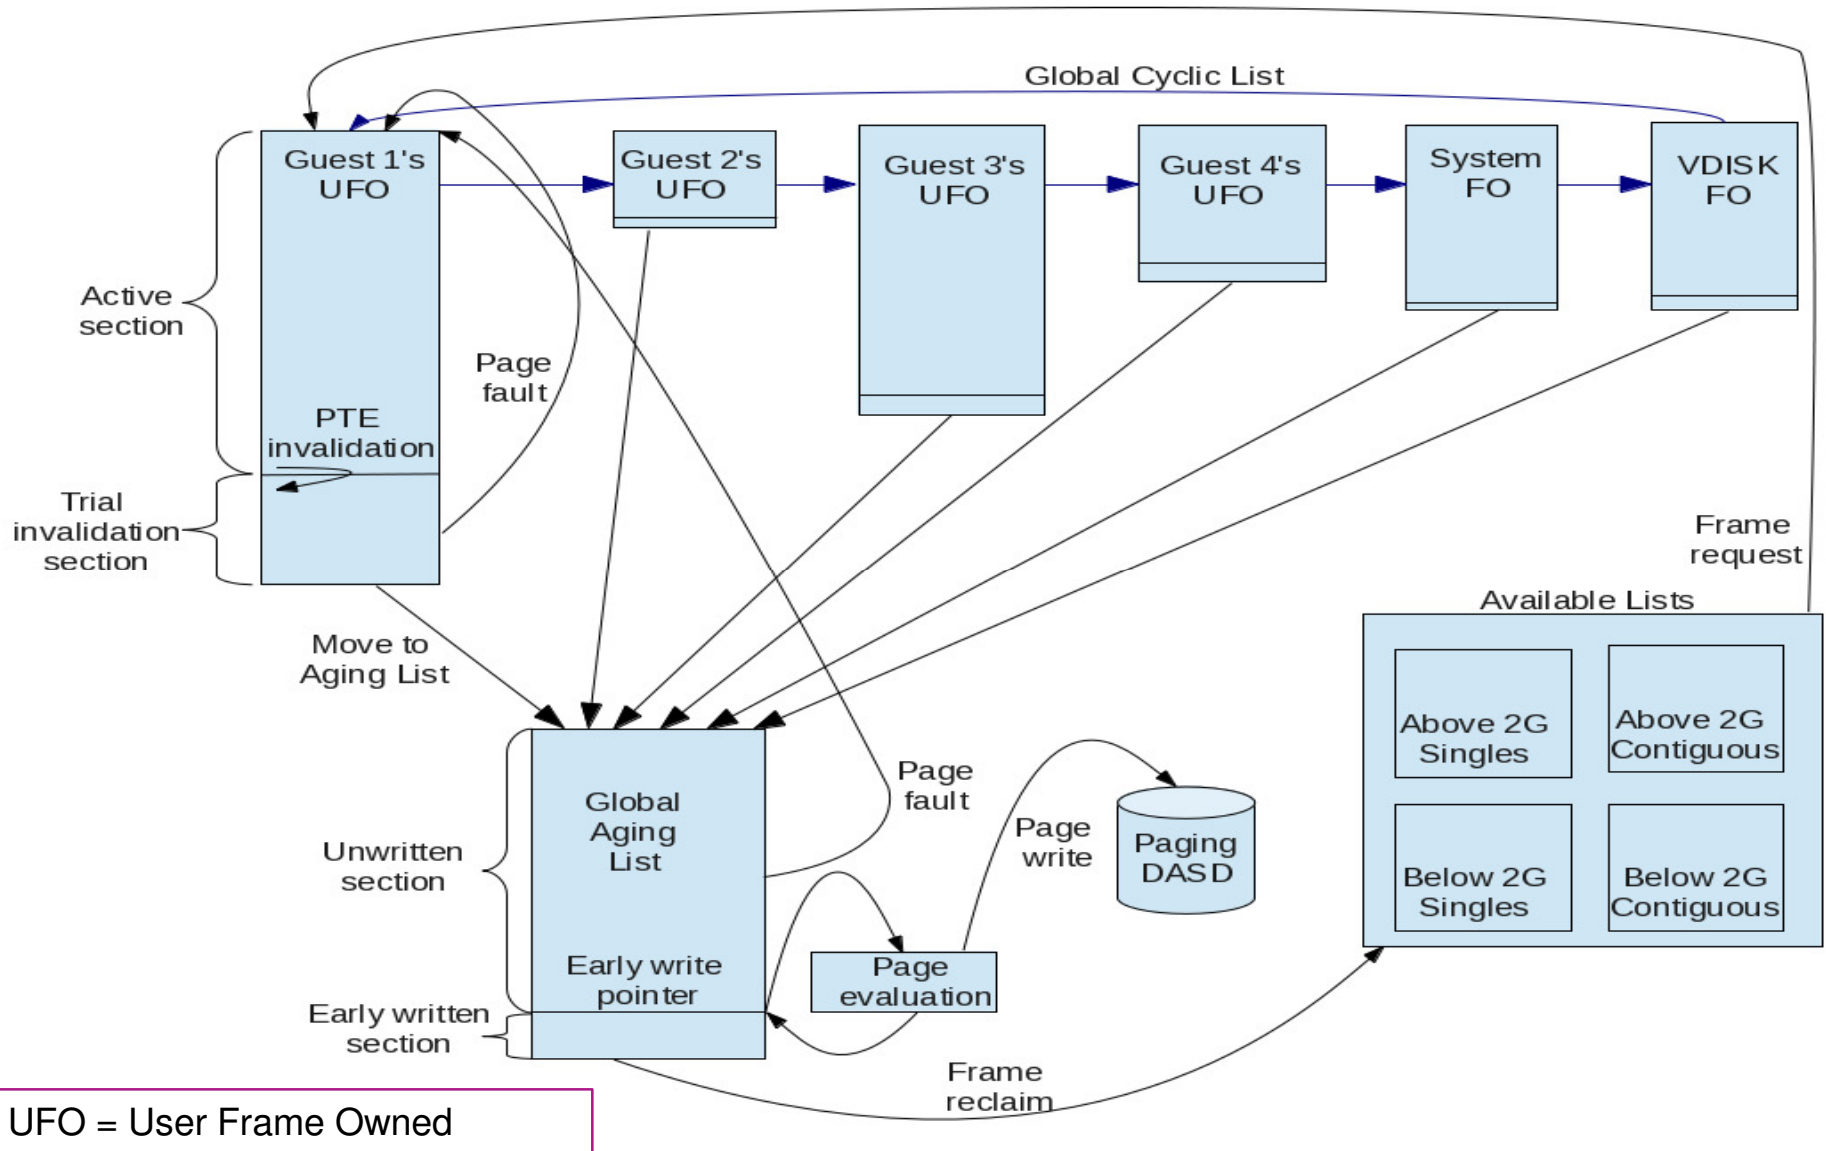 Global Cyclic List
Guest 1's
UFO
Guest 2's
UFO
Guest 3's
UFO
Guest 4's
UFO
System
FO
VDISK
FO
Active
section
Page
fault
PTE
invalidation
Trial
invalidation
section
Frame
request
Available Lists
Move to
Aging List
Above 2G
Singles
Above 2G
Contiguous
Below 2G
Singles
Below 2G
Contiguous
Page
fault
Global
Aging
List
Page
write
Paging
DASD
Unwritten
section
Early write
pointer
Page
evaluation
Early written
section
Frame
reclaim
UFO = User Frame Owned